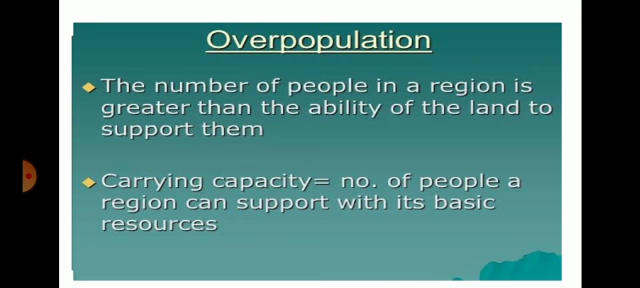 Overpopulation
The number of people in a region is
greater than the ability of the land to
support them
Carrying capacity= no. of people a
region can support with its basic
resources